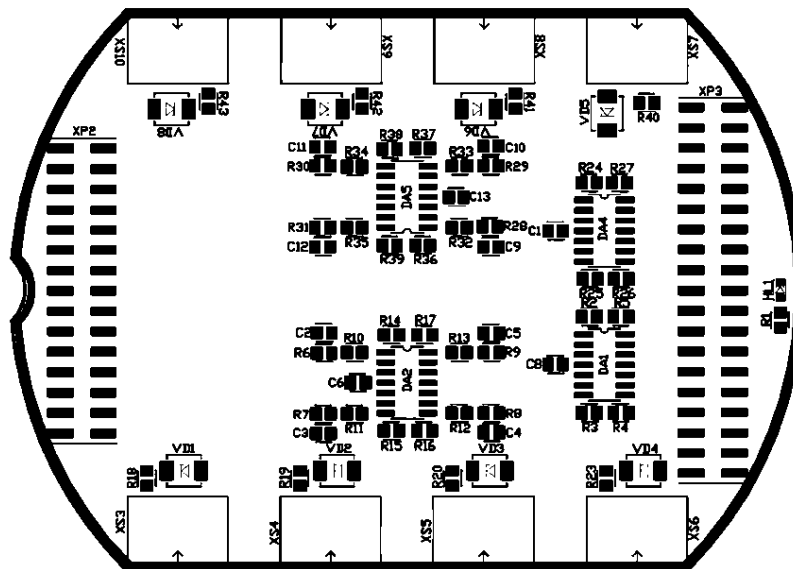 XS10
XS9
XS8
XS7
R43
R42
R41
VD5
R40
XP3
VD8
VD7
VD6
XP2
C11
R34
R38
R37
R33
C10
R30
R29
R24
R27
DA5
C13
R31
R35
R32
R28
C1
DA4
C12
R39
R36
C9
HL1
R1
C2
R14
R17
C5
R6
R10
R13
R9
C6
DA2
C8
DA1
R7
R11
R12
R8
R3
R4
C3
R15
R16
C4
VD1
VD2
VD3
VD4
R18
R19
R20
R23
XS3
XS4
XS5
XS6